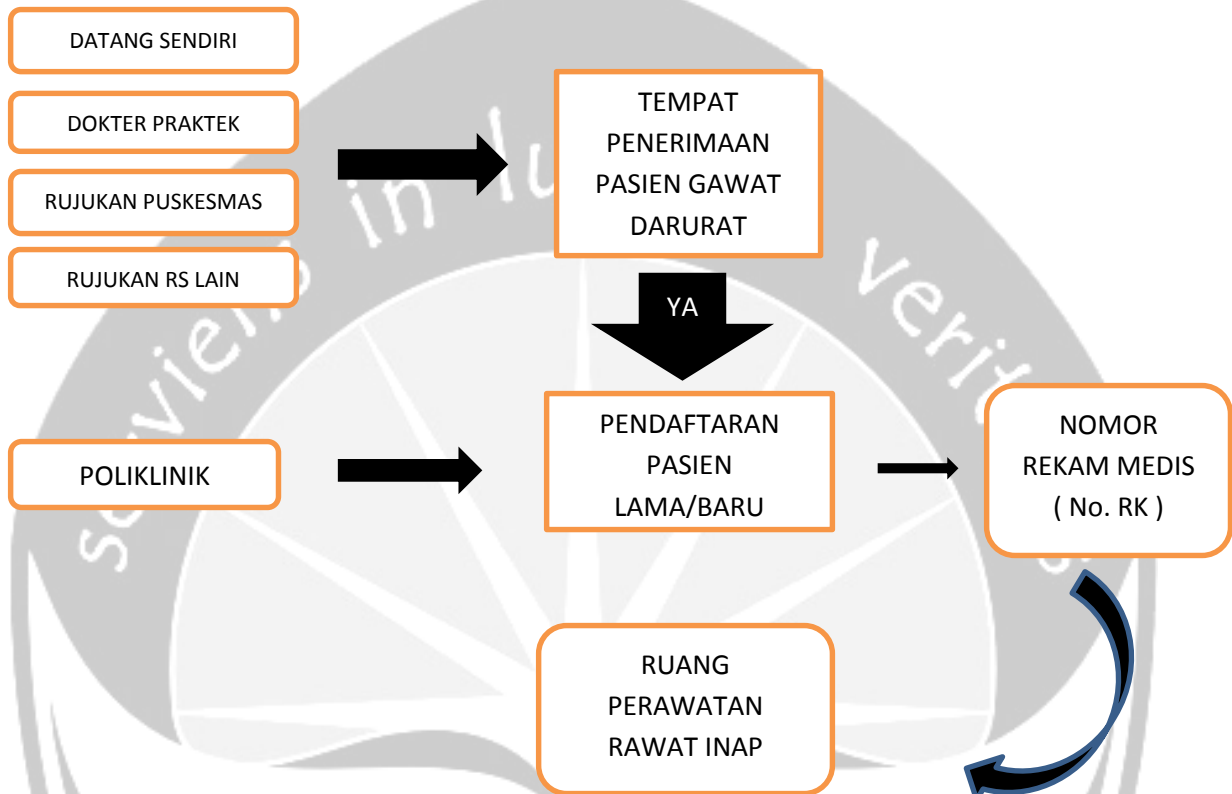 DATANG SENDIRI
DOKTER PRAKTEK
RUJUKAN PUSKESMAS
RUJUKAN RS LAIN
TEMPAT
PENERIMAAN
PASIEN GAWAT
DARURAT
YA
POLIKLINIK
PENDAFTARAN
PASIEN
LAMA/BARU
NOMOR
REKAM MEDIS
( No. RK )
RUANG
PERAWATAN
RAWAT INAP
in